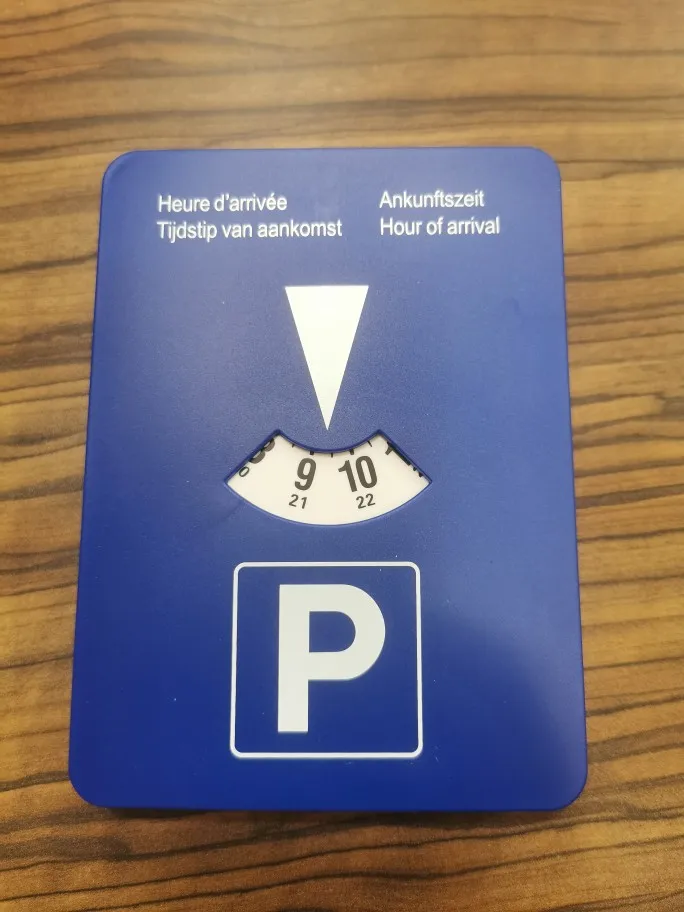 Heure d'arrivée
Tijdstip van aankomst
Ankunftszeit
Hour of arrival
9 10
21 22
P